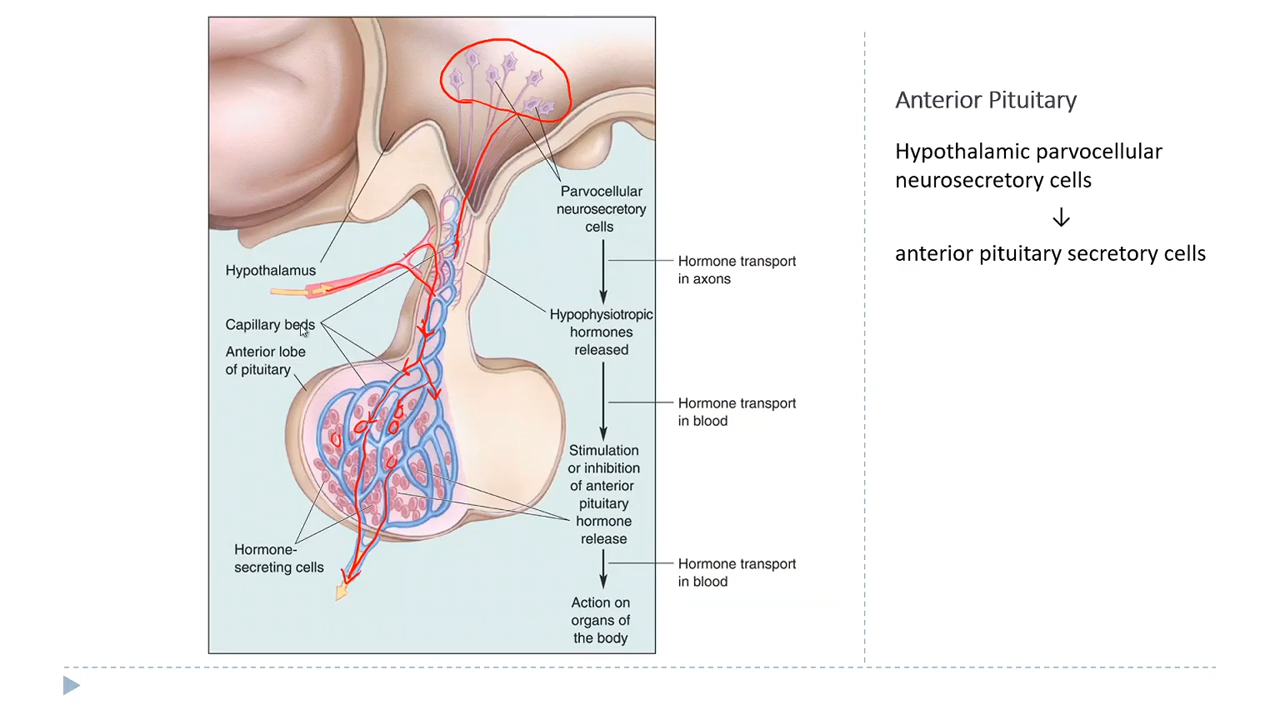 Parvocellular
neurosecretory
cells
Hypothalamus
Hormone transport
in axons
Capillary beds
Hypophysiotropic
hormones
released
Anterior lobe
of pituitary
Hormone transport
in blood
Stimulation
or inhibition
of anterior
pituitary
hormone
release
Hormone-
secreting cells
Hormone transport
in blood
Action on
organs of
the body
Anterior Pituitary
Hypothalamic parvocellular
neurosecretory cells
↓
anterior pituitary secretory cells